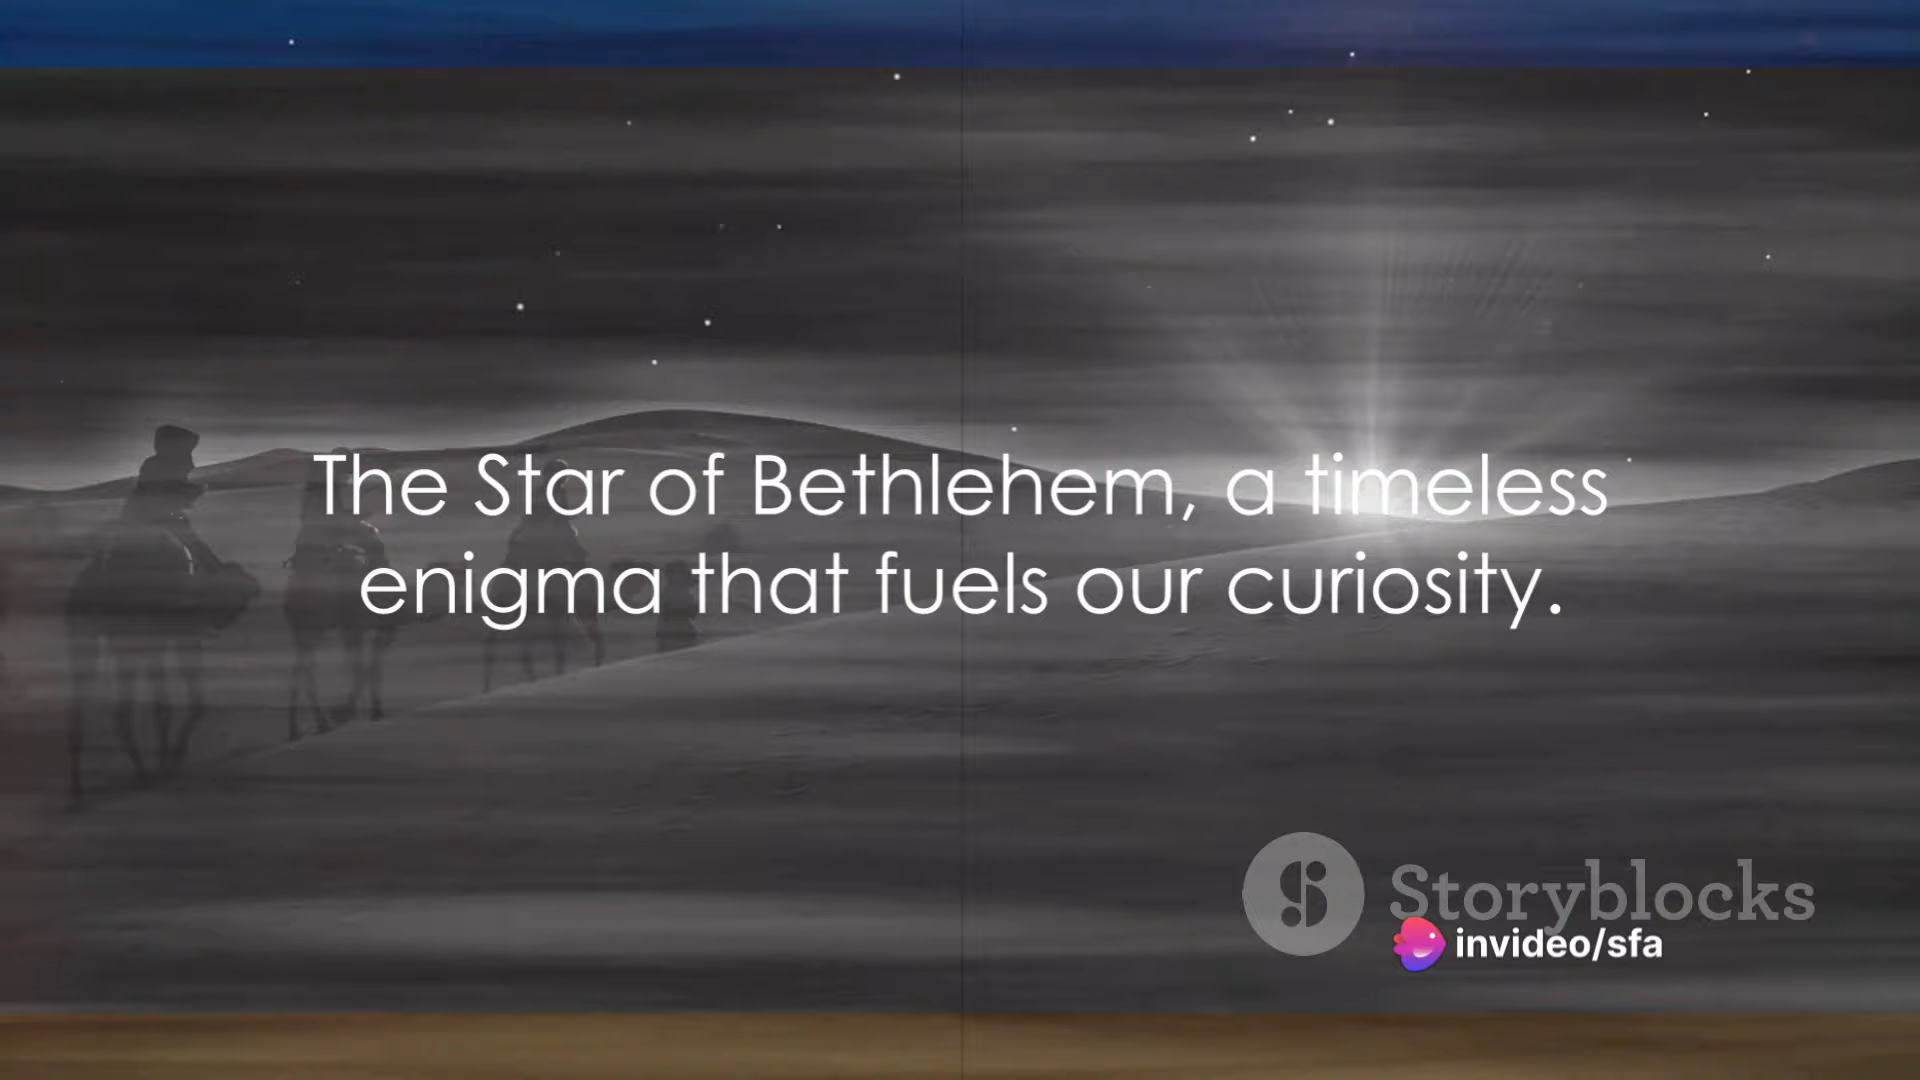 The Star of Bethlehem, a timeless
enigma that fuels our curiosity.
Storyblocks
invideo/sfa